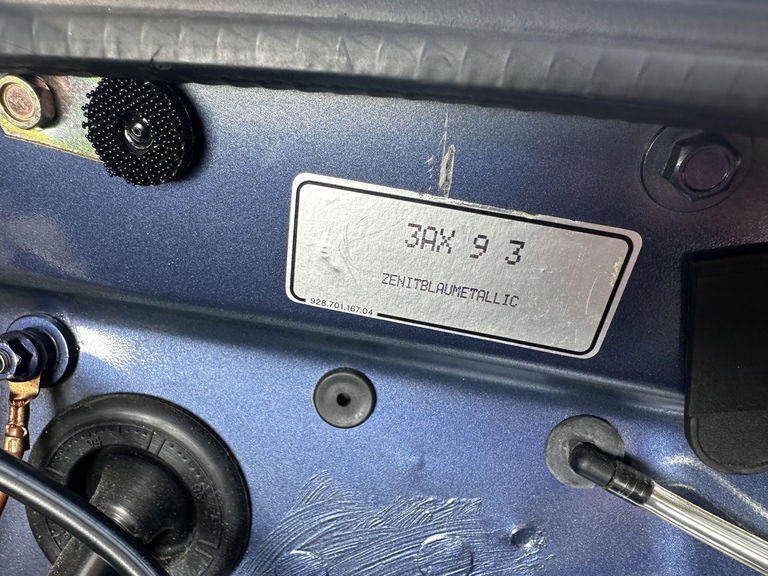 3AX 9 3
ZENITBLAUMETALLIC
928.701.167.04